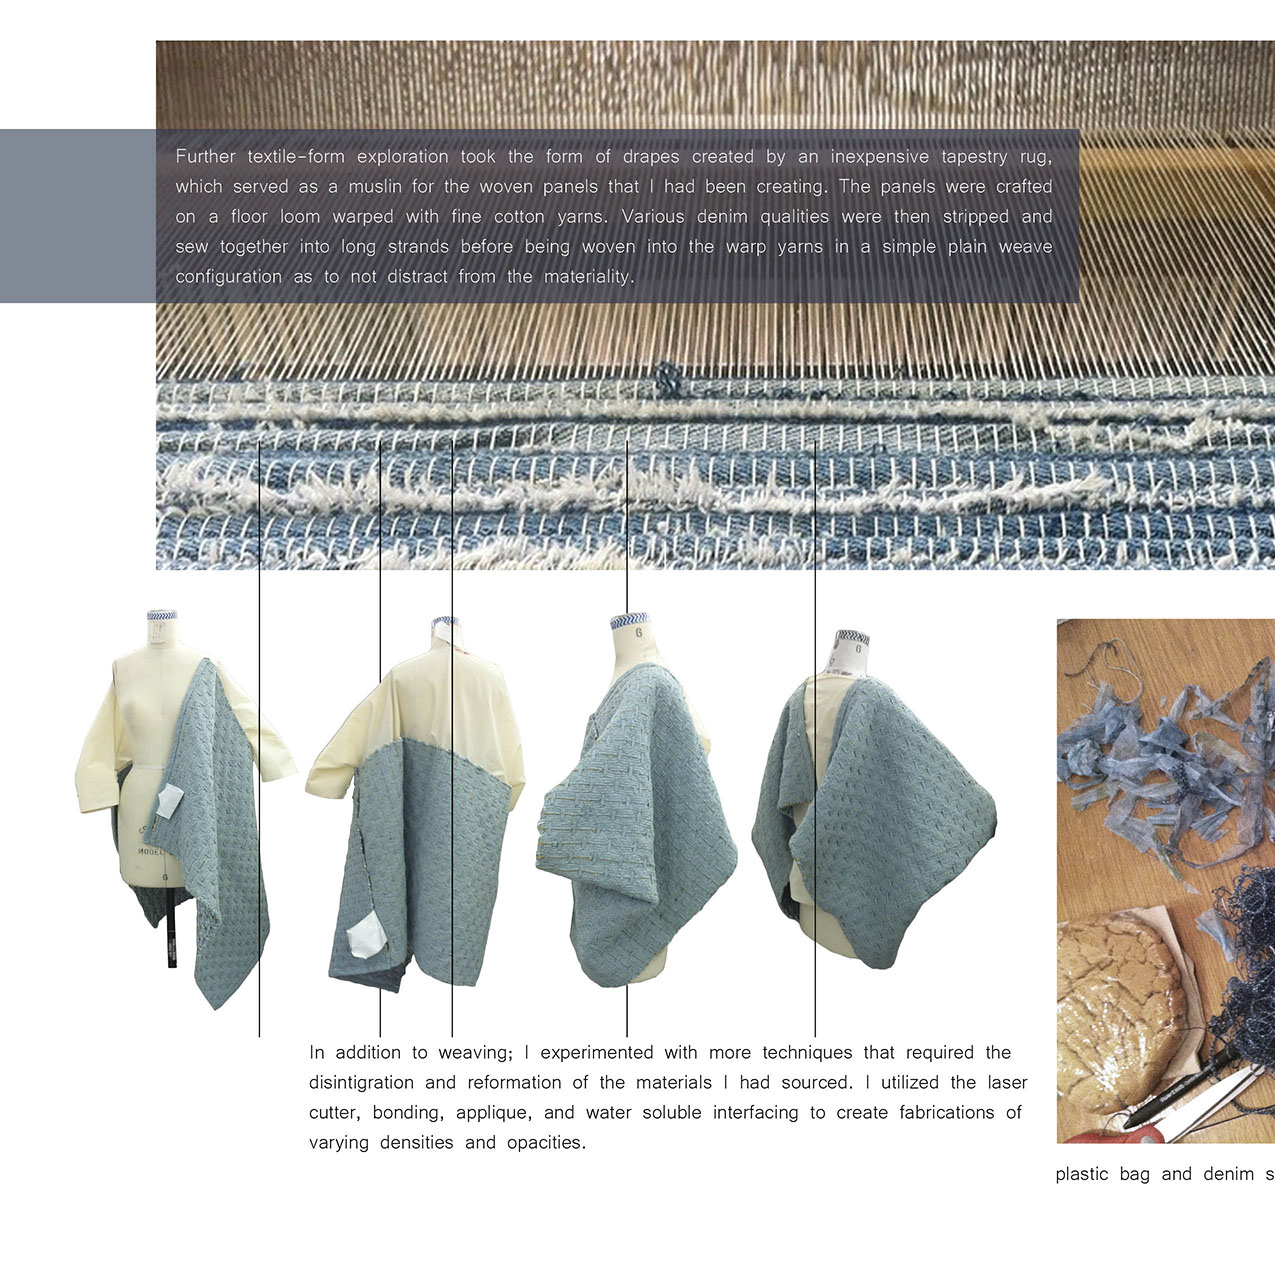 Further textile-form exploration took the form of drapes created by an inexpensive tapestry rug,
which served as a muslin for the woven panels that I had been creating. The panels were crafted
on a floor loom warped with fine cotton yarns. Various denim qualities were then stripped and
sew together into long strands before being woven into the warp yarns in a simple plain weave
configuration as to not distract from the materiality.
6
6
MODEL
6
In addition to weaving; I experimented with more techniques that required the
disintigration and reformation of the materials I had sourced. I utilized the laser
cutter, bonding, applique, and water soluble interfacing to create fabrications of
varying densities and opacities.
plastic bag and denim s